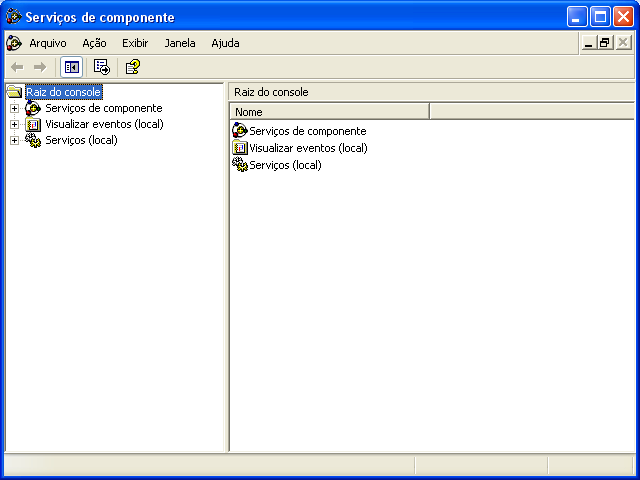 Serviços de componente
Arquivo Ação Exibir Janela Ajuda
Raiz do console
Serviços de componente
Visualizar eventos (local)
Serviços (local)
Raiz do console
Nome
Serviços de componente
Visualizar eventos (local)
Serviços (local)